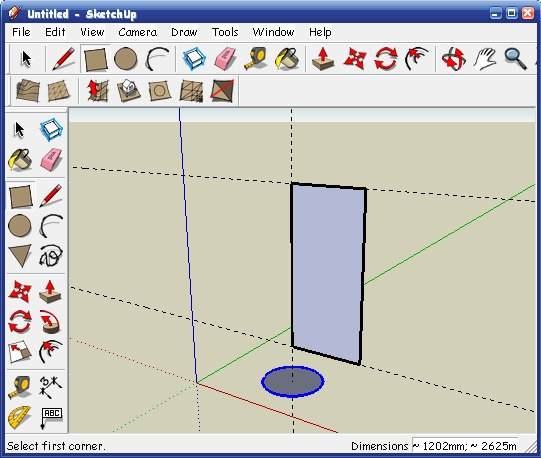 Untitled - SketchUp
File Edit View Camera Draw Tools Window Help
ABC
Select first corner.
Dimensions ~ 1202mm; ~ 2625m